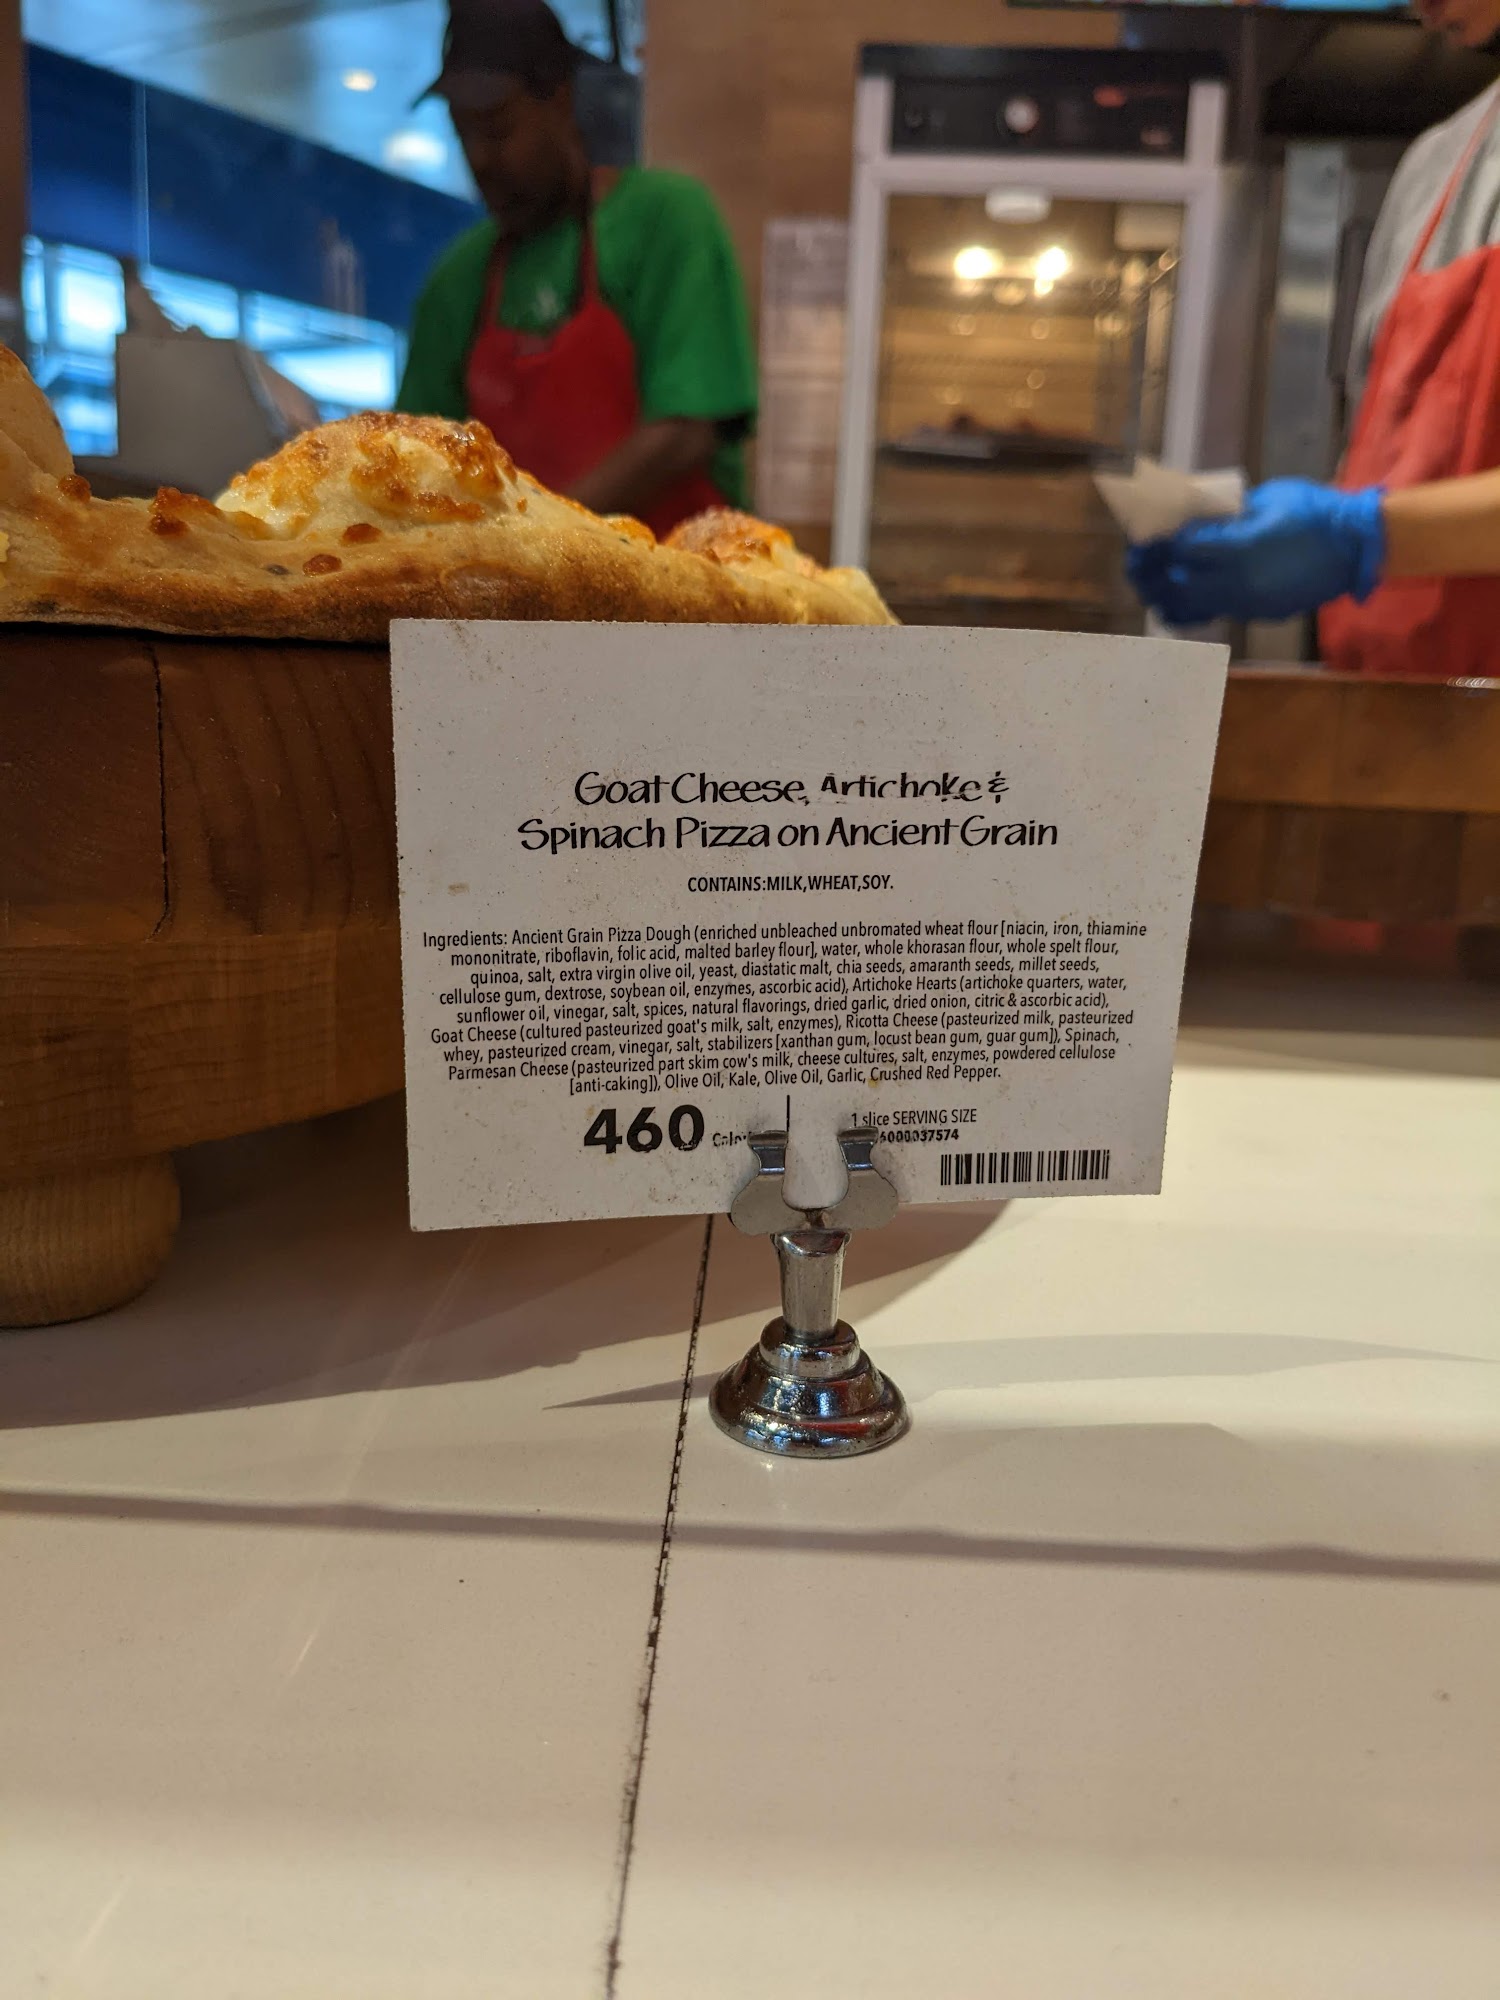 Goat Cheese, Artichoke &
Spinach Pizza on Ancient Grain
CONTAINS:MILK,WHEAT,SOY.
Ingredients: Ancient Grain Pizza Dough (enriched unbleached unbromated wheat flour [niacin, iron, thiamine
mononitrate, riboflavin, folic acid, malted barley flour], water, whole khorasan flour, whole spelt flour,
quinoa, salt, extra virgin olive oil, yeast, diastatic malt, chia seeds, amaranth seeds, millet seeds,
cellulose gum, dextrose, soybean oil, enzymes, ascorbic acid), Artichoke Hearts (artichoke quarters, water,
sunflower oil, vinegar, salt, spices, natural flavorings, dried garlic, dried onion, citric & ascorbic acid),
Goat Cheese (cultured pasteurized goat's milk, salt, enzymes), Ricotta Cheese (pasteurized milk, pasteurized
whey, pasteurized cream, vinegar, salt, stabilizers [xanthan gum, locust bean gum, guar gum]), Spinach,
Parmesan Cheese (pasteurized part skim cow's milk, cheese cultures, salt, enzymes, powdered cellulose
[anti-caking]), Olive Oil, Kale, Olive Oil, Garlic, Crushed Red Pepper.
460
1 slice SERVING SIZE